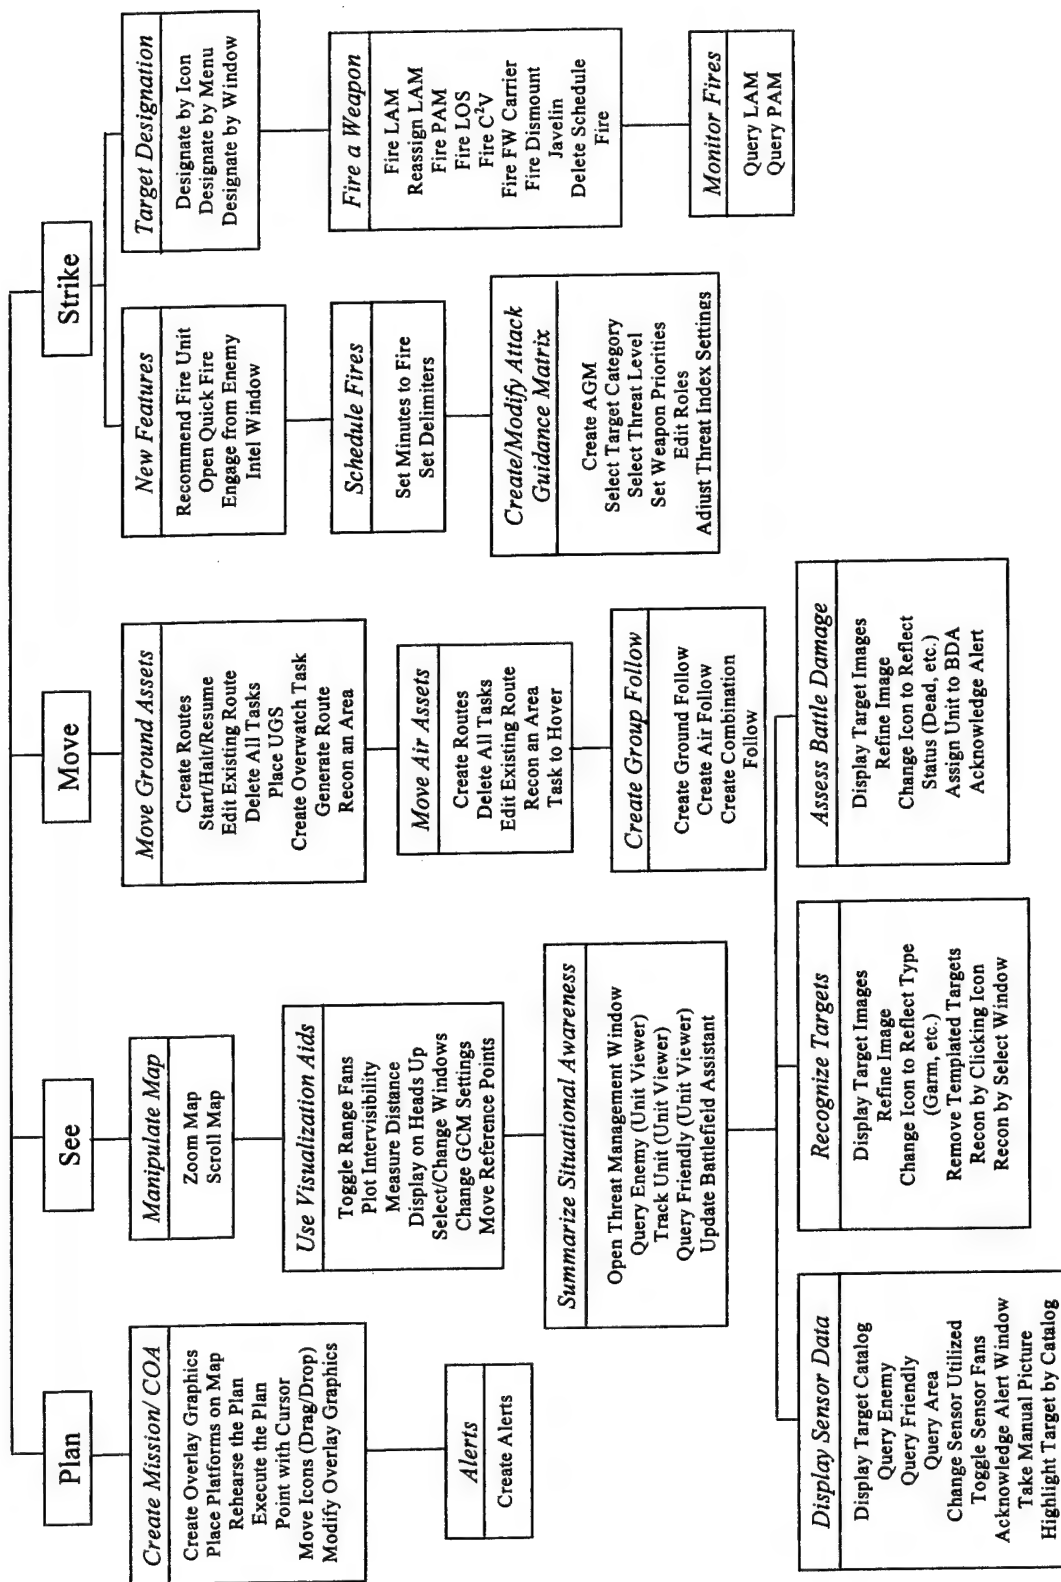 Plan
Create Mission/ COA
Create Overlay Graphics
Place Platforms on Map
Rehearse the Plan
Execute the Plan
Point with Cursor
Move Icons (Drag/Drop)
Modify Overlay Graphics
Alerts
Create Alerts
See
Manipulate Map
Zoom Map
Scroll Map
Use Visualization Aids
Toggle Range Fans
Plot Intervisibility
Measure Distance
Display on Heads Up
Select/Change Windows
Change GCM Settings
Move Reference Points
Summarize Situational Awareness
Open Threat Management Window
Query Enemy (Unit Viewer)
Track Unit (Unit Viewer)
Query Friendly (Unit Viewer)
Update Battlefield Assistant
Display Sensor Data
Display Target Catalog
Query Enemy
Query Friendly
Query Area
Change Sensor Utilized
Toggle Sensor Fans
Acknowledge Alert Window
Take Manual Picture
Highlight Target by Catalog
Recognize Targets
Display Target Images
Refine Image
Change Icon to Reflect Type
(Garm, etc.)
Remove Templated Targets
Recon by Clicking Icon
Recon by Select Window
Assess Battle Damage
Display Target Images
Refine Image
Change Icon to Reflect
Status (Dead, etc.)
Assign Unit to BDA
Acknowledge Alert
Move
Move Ground Assets
Create Routes
Start/Halt/Resume
Edit Existing Route
Delete All Tasks
Place UGS
Create Overwatch Task
Generate Route
Recon an Area
Move Air Assets
Create Routes
Delete All Tasks
Edit Existing Route
Recon an Area
Task to Hover
Create Group Follow
Create Ground Follow
Create Air Follow
Create Combination
Follow
Strike
New Features
Recommend Fire Unit
Open Quick Fire
Engage from Enemy
Intel Window
Schedule Fires
Set Minutes to Fire
Set Delimiters
Create/Modify Attack
Guidance Matrix
Create AGM
Select Target Category
Select Threat Level
Set Weapon Priorities
Edit Roles
Adjust Threat Index Settings
Target Designation
Designate by Icon
Designate by Menu
Designate by Window
Fire a Weapon
Fire LAM
Reassign LAM
Fire PAM
Fire LOS
Fire C²V
Fire FW Carrier
Fire Dismount
Javelin
Delete Schedule
Fire
Monitor Fires
Query LAM
Query PAM